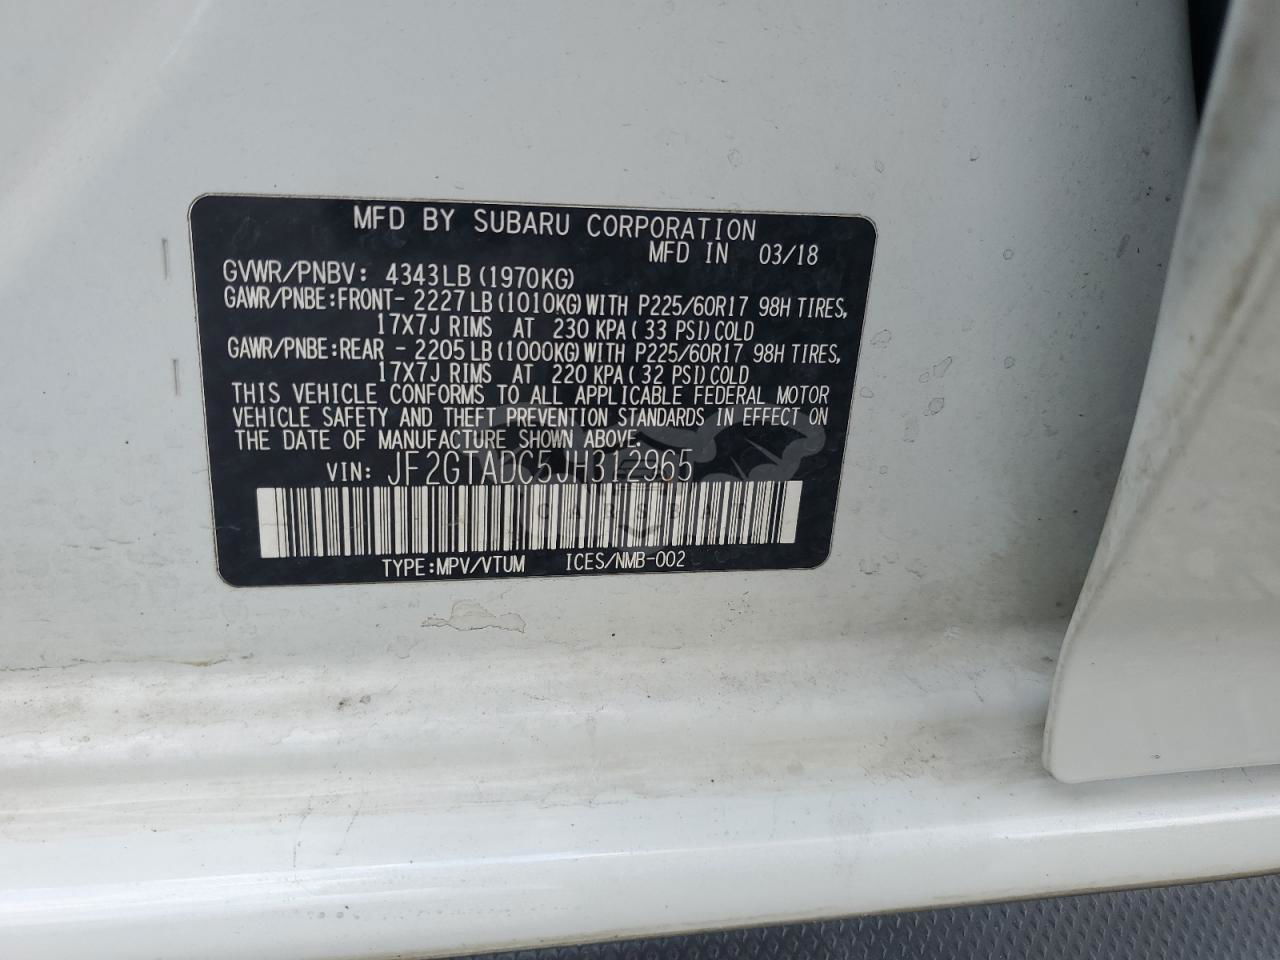 MFD BY SUBARU CORPORATION
MFD IN 03/18
GVWR/PNBV: 4343LB (1970KG)
GAWR/PNBE:FRONT- 2227LB (1010KG) WITH P225/60R17 98H TIRES,
17X7J RIMS AT 230 KPA ( 33 PSI) COLD
GAWR/PNBE:REAR - 2205LB (1000KG) WITH P225/60R17 98H TIRES,
17X7J RIMS AT 220 KPA ( 32 PSI) COLD
THIS VEHICLE CONFORMS TO ALL APPLICABLE FEDERAL MOTOR
VEHICLE SAFETY AND THEFT PREVENTION STANDARDS IN EFFECT ON
THE DATE OF MANUFACTURE SHOWN ABOVE.
VIN: JF2GTADC5JH312965
TYPE:MPV/VTUM ICES/NMB-002